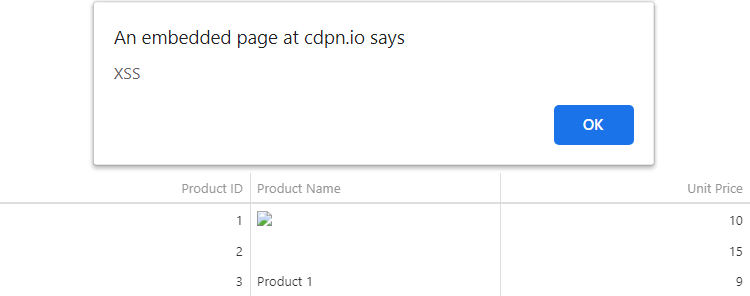 An embedded page at cdpn.io says
XSS
OK
Product ID Product Name Unit Price
1 10
2 15
3 Product 1 9